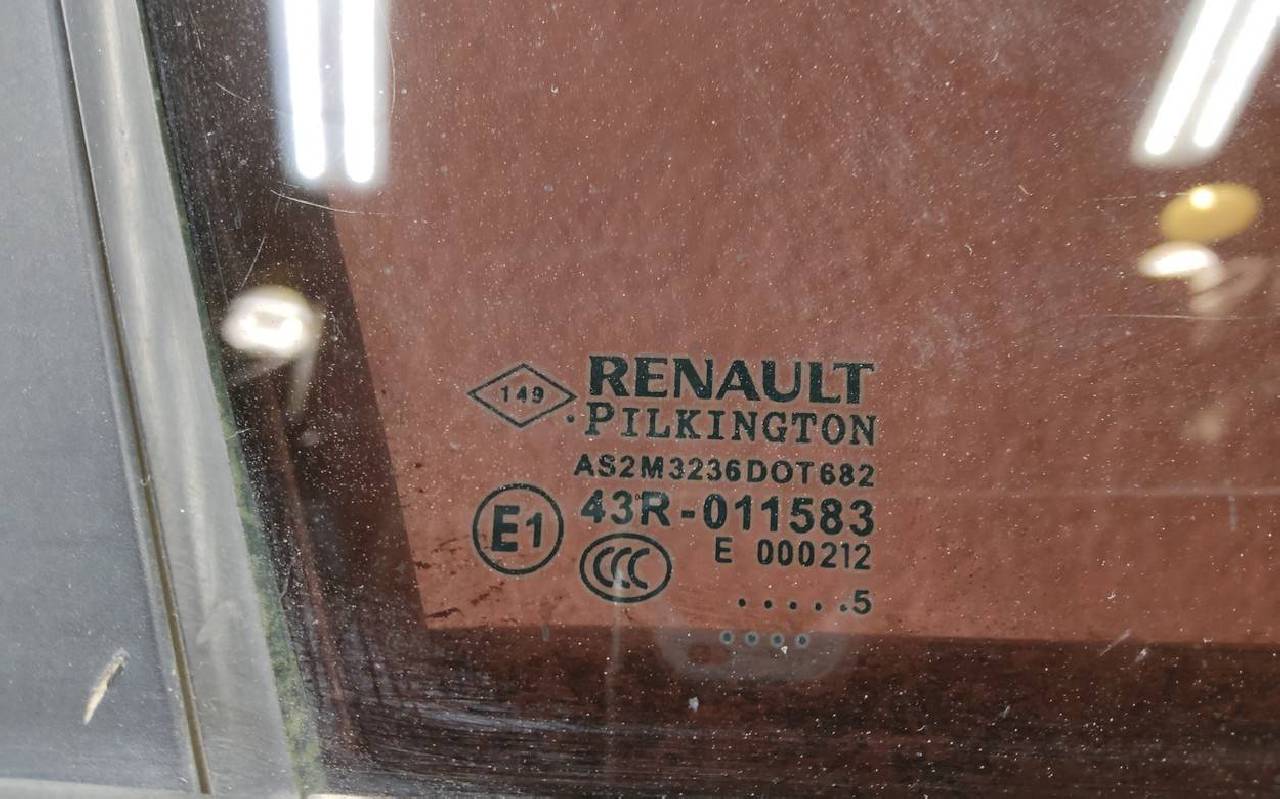 149
RENAULT
.PILKINGTON
AS2M3236DOT682
43R-011583
E1
CCC
E 000212
......5